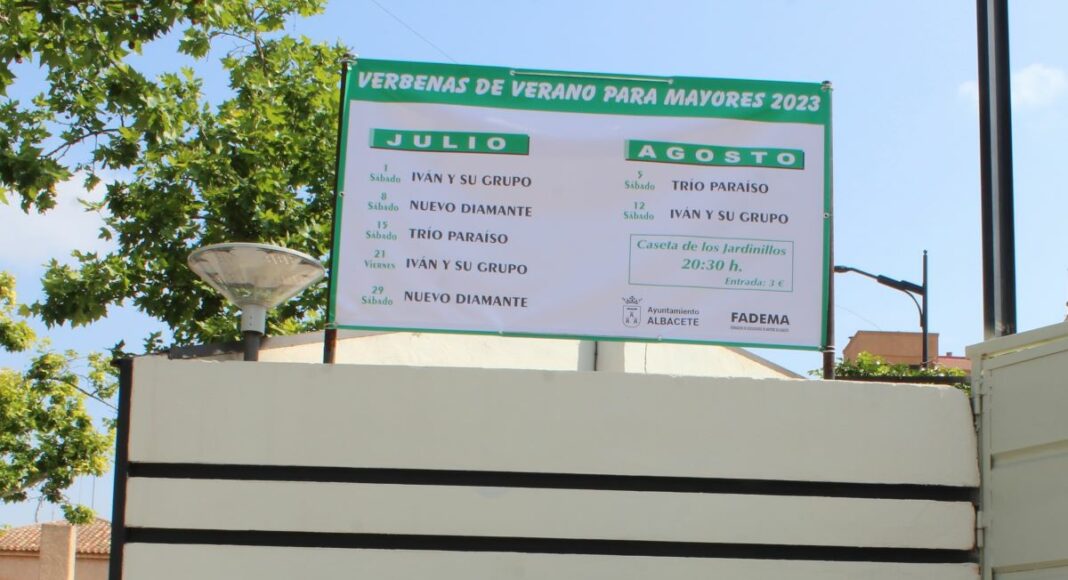 VERBENAS DE VERANO PARA MAYORES 2023
JULIO
1
Sábado IVÁN Y SU GRUPO
8
Sábado NUEVO DIAMANTE
15
Sábado TRÍO PARAÍSO
21
Viernes IVÁN Y SU GRUPO
29
Sábado NUEVO DIAMANTE
AGOSTO
5
Sábado TRÍO PARAÍSO
12
Sábado IVÁN Y SU GRUPO
Caseta de los Jardinillos
20:30 h.
Entrada: 3 €
Ayuntamiento
ALBACETE
FADEMA